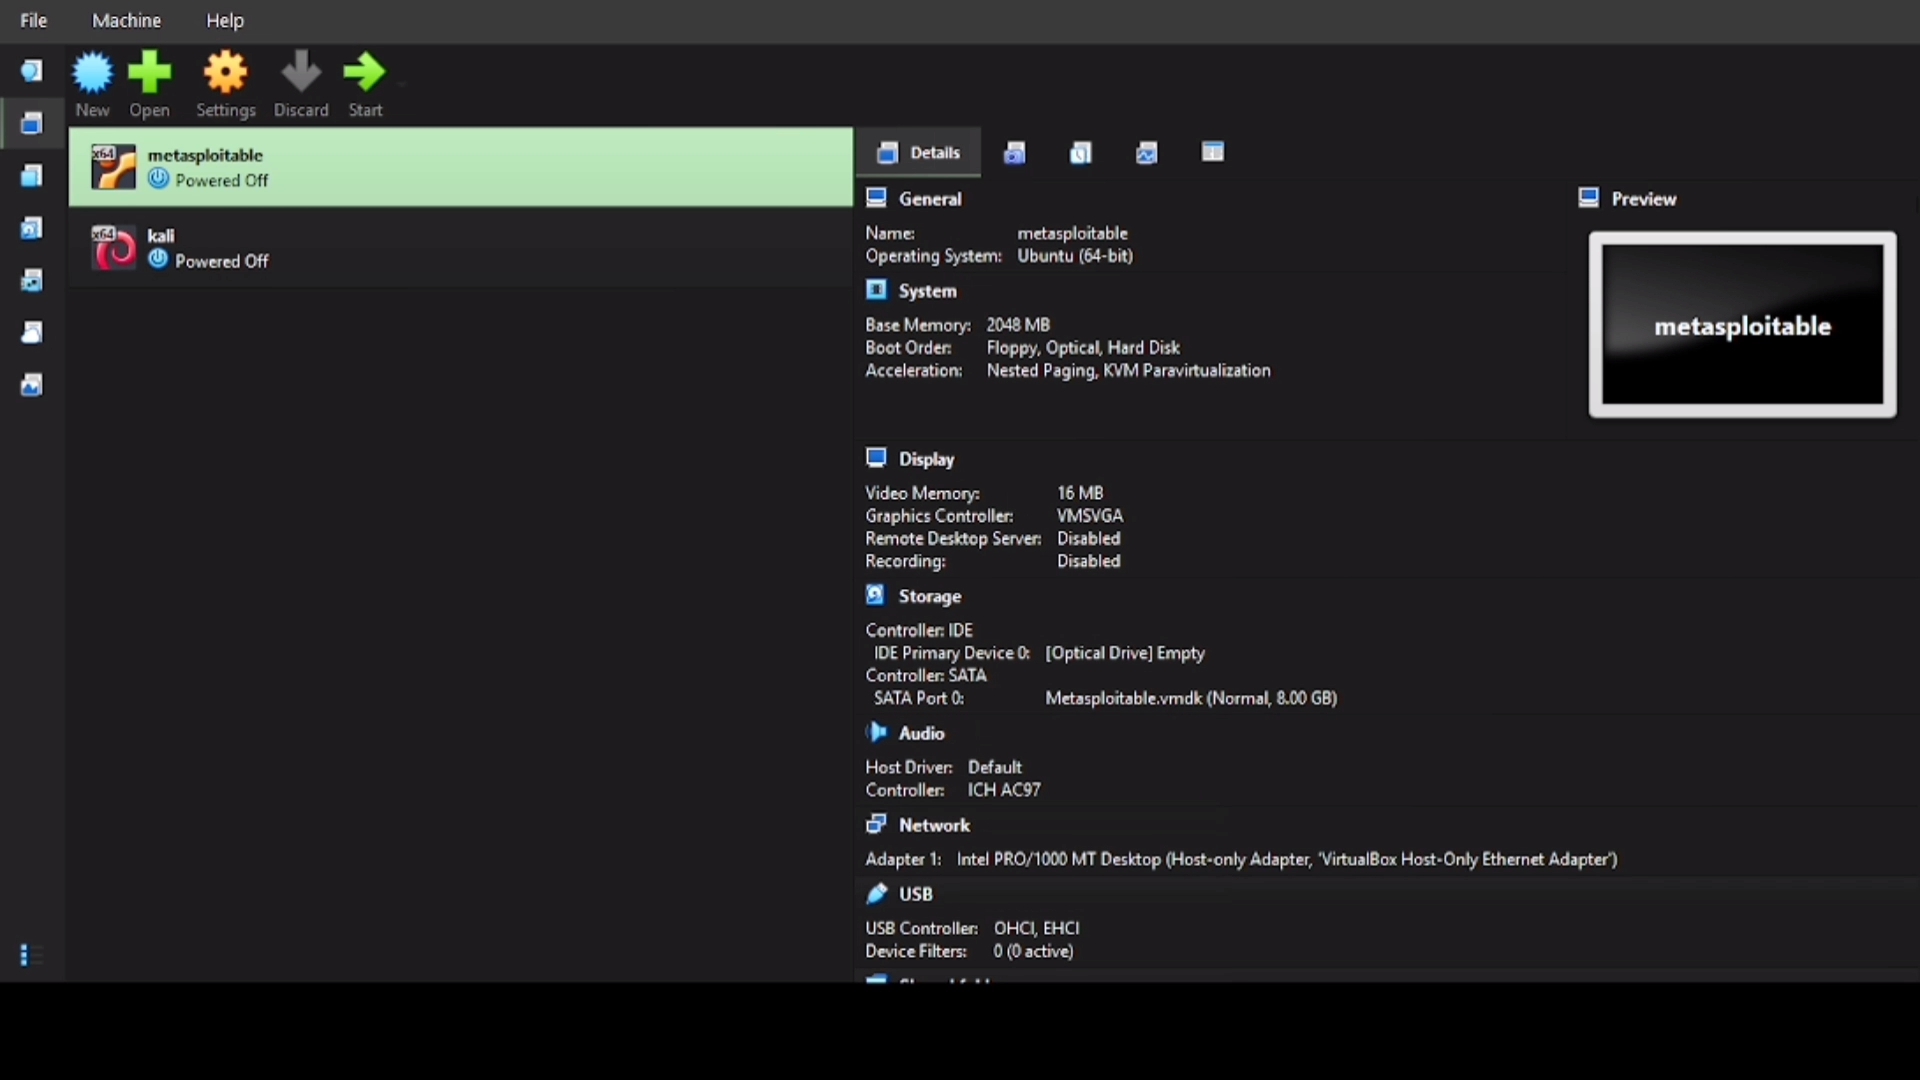 File Machine Help
New Open Settings Discard Start
x64 metasploitable
Powered Off
x64 kali
Powered Off
Details
General
Name: metasploitable
Operating System: Ubuntu (64-bit)
System
Base Memory: 2048 MB
Boot Order: Floppy, Optical, Hard Disk
Acceleration: Nested Paging, KVM Paravirtualization
Preview
metasploitable
Display
Video Memory: 16 MB
Graphics Controller: VMSVGA
Remote Desktop Server: Disabled
Recording: Disabled
Storage
Controller: IDE
IDE Primary Device 0: [Optical Drive] Empty
Controller: SATA
SATA Port 0: Metasploitable.vmdk (Normal, 8.00 GB)
Audio
Host Driver: Default
Controller: ICH AC97
Network
Adapter 1: Intel PRO/1000 MT Desktop (Host-only Adapter, 'VirtualBox Host-Only Ethernet Adapter')
USB
USB Controller: OHCI, EHCI
Device Filters: 0 (0 active)